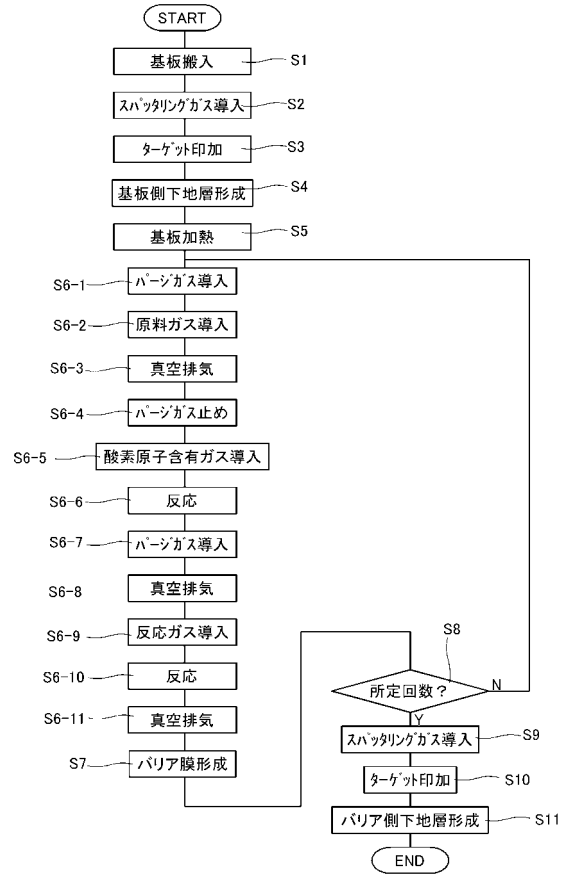 START
基板搬入 S1
スパッタリングガス導入 S2
ターゲット印加 S3
基板側下地層形成 S4
基板加熱 S5
S6-1 パージガス導入
S6-2 原料ガス導入
S6-3 真空排気
S6-4 パージガス止め
S6-5 酸素原子含有ガス導入
S6-6 反応
S6-7 パージガス導入
S6-8 真空排気
S6-9 反応ガス導入
S6-10 反応
S6-11 真空排気
S7 バリア膜形成
S8
所定回数？ N
Y
スパッタリングガス導入 S9
ターゲット印加 S10
バリア側下地層形成 S11
END